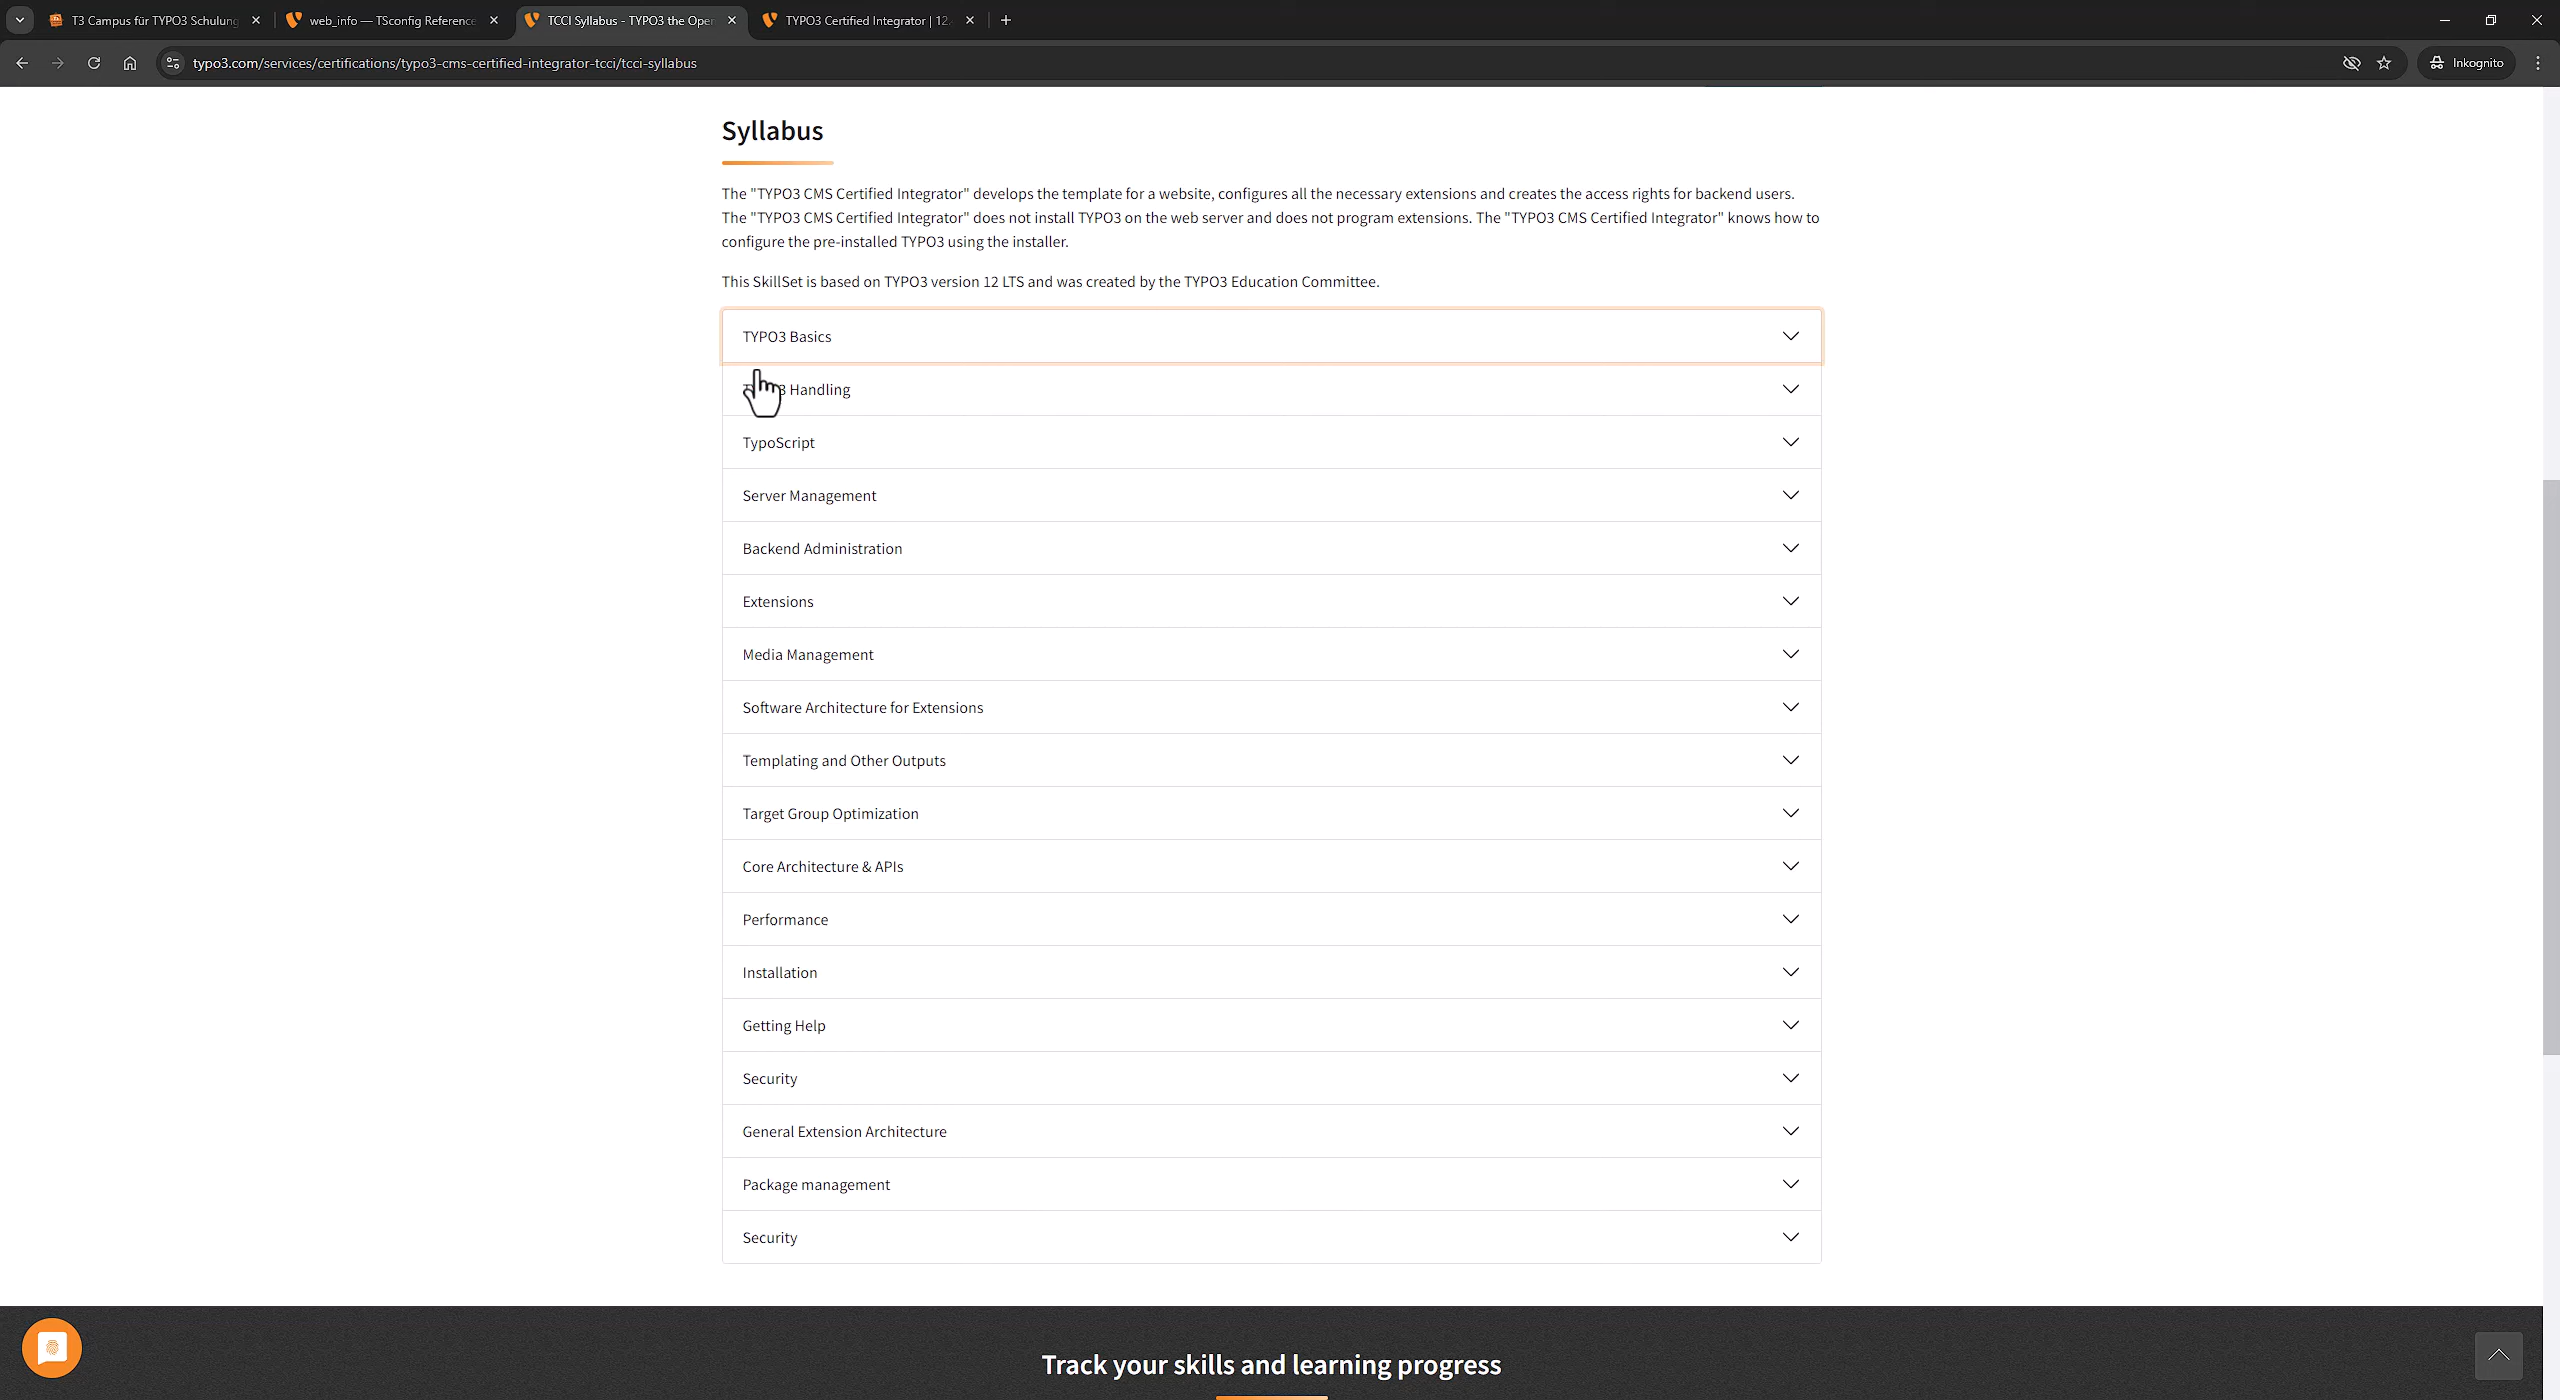 T3 Campus für TYPO3 Schulung
web_info — TSconfig Reference
TCCI Syllabus - TYPO3 the Oper
TYPO3 Certified Integrator | 12
typo3.com/services/certifications/typo3-cms-certified-integrator-tcci/tcci-syllabus
Inkognito
Syllabus
The "TYPO3 CMS Certified Integrator" develops the template for a website, configures all the necessary extensions and creates the access rights for backend users.
The "TYPO3 CMS Certified Integrator" does not install TYPO3 on the web server and does not program extensions. The "TYPO3 CMS Certified Integrator" knows how to
configure the pre-installed TYPO3 using the installer.
This SkillSet is based on TYPO3 version 12 LTS and was created by the TYPO3 Education Committee.
TYPO3 Basics
Handling
TypoScript
Server Management
Backend Administration
Extensions
Media Management
Software Architecture for Extensions
Templating and Other Outputs
Target Group Optimization
Core Architecture & APIs
Performance
Installation
Getting Help
Security
General Extension Architecture
Package management
Security
Track your skills and learning progress